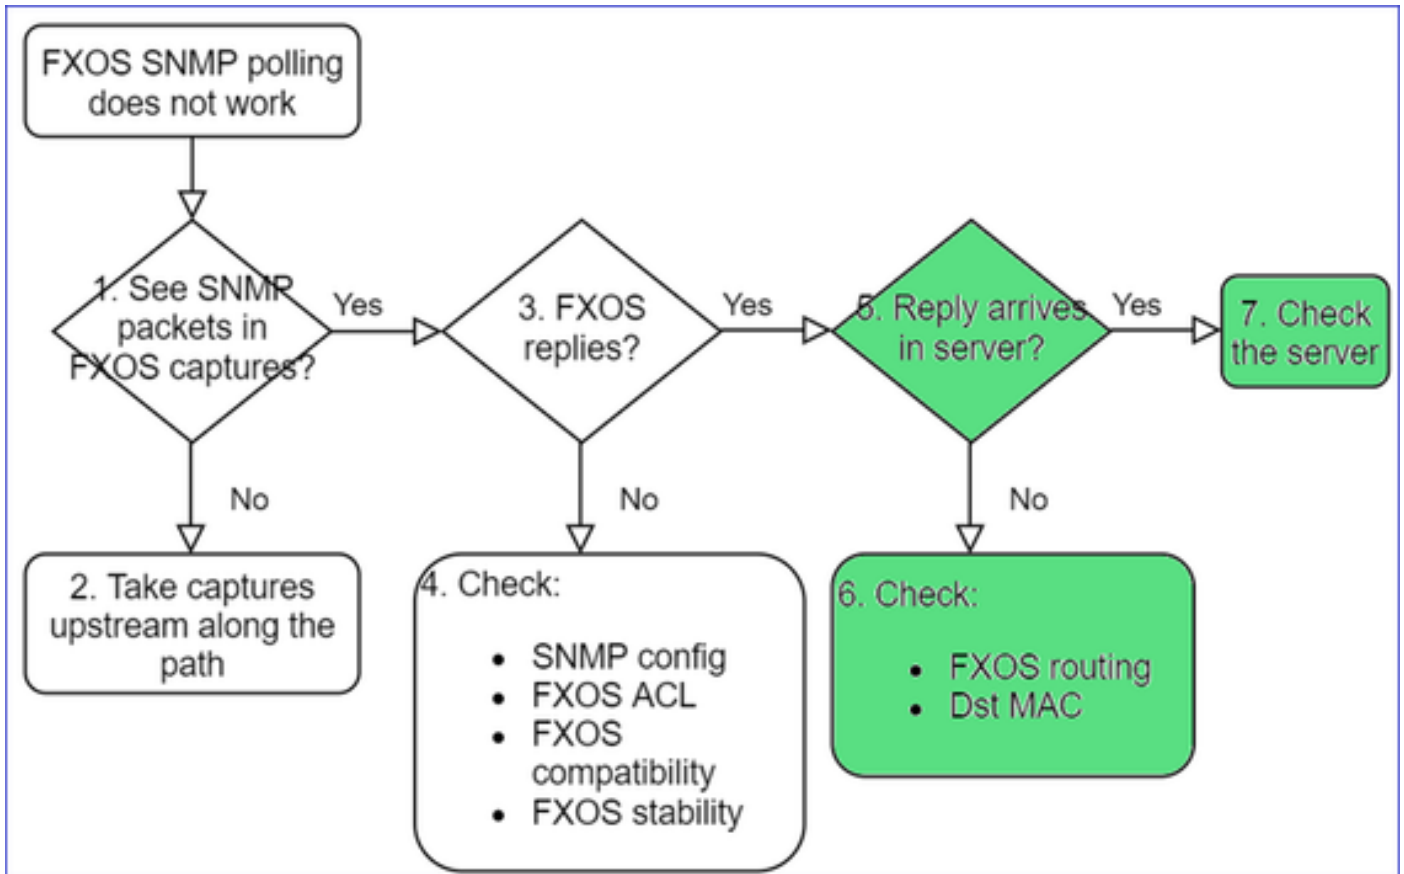 FXOS SNMP polling
does not work
1. See SNMP
packets in
FXOS captures?
Yes
3. FXOS
replies?
Yes
5. Reply arrives
in server?
Yes
7. Check
the server
No
No
No
2. Take captures
upstream along the
path
4. Check:
• SNMP config
• FXOS ACL
• FXOS
compatibility
• FXOS stability
6. Check:
• FXOS routing
• Dst MAC